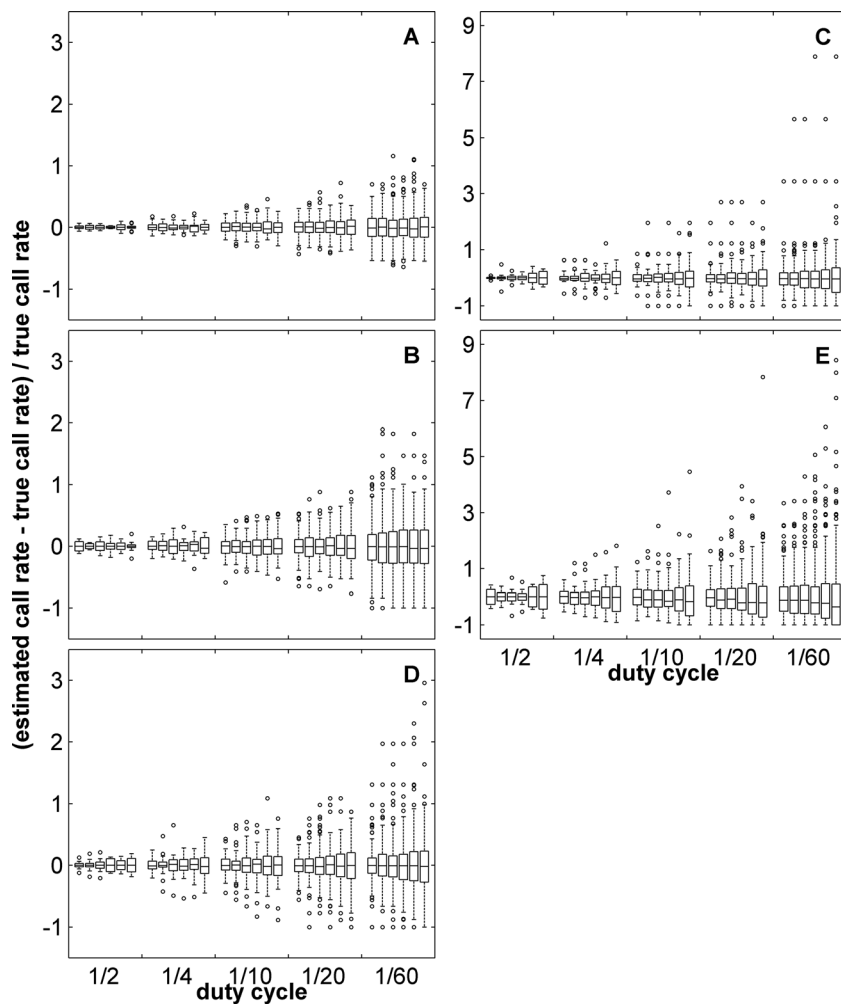 (estimated call rate - true call rate) / true call rate
A
3
2
1
0
-1
B
3
2
1
0
-1
D
3
2
1
0
-1
1/2 1/4 1/10 1/20 1/60
duty cycle
C
9
7
5
3
1
-1
E
9
7
5
3
1
-1
1/2 1/4 1/10 1/20 1/60
duty cycle